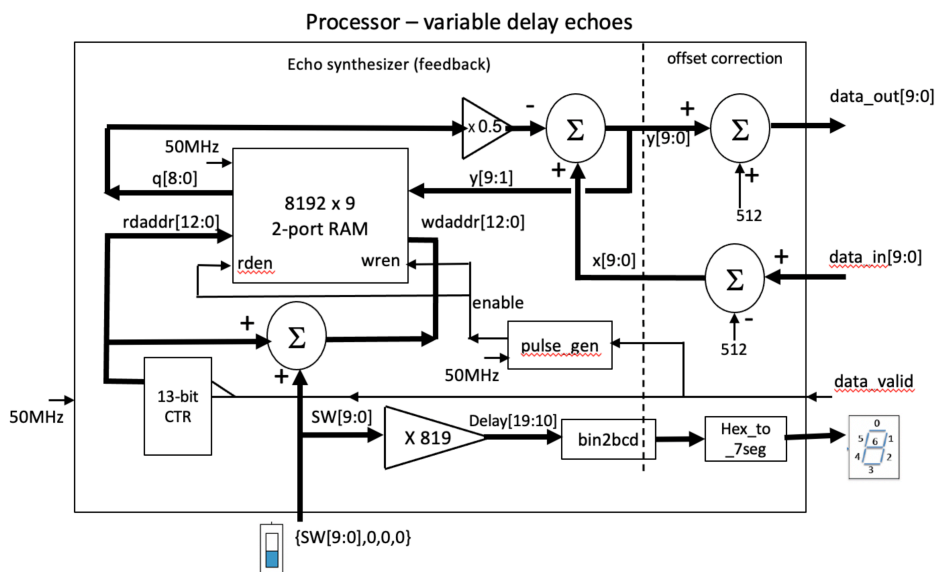 Processor – variable delay echoes
Echo synthesizer (feedback)
offset correction
data_out[9:0]
x 0.5
-
Σ
+
+
y[9:0]
Σ
+
512
50MHz
q[8:0]
y[9:1]
8192 x 9
2-port RAM
rdaddr[12:0]
wdaddr[12:0]
rden
wren
x[9:0]
Σ
+
data_in[9:0]
-
512
enable
+
Σ
+
pulse_gen
50MHz
data_valid
50MHz
13-bit
CTR
SW[9:0]
X 819
Delay[19:10]
bin2bcd
Hex_to
_7seg
0
5
6
1
4
2
3
{SW[9:0],0,0,0}